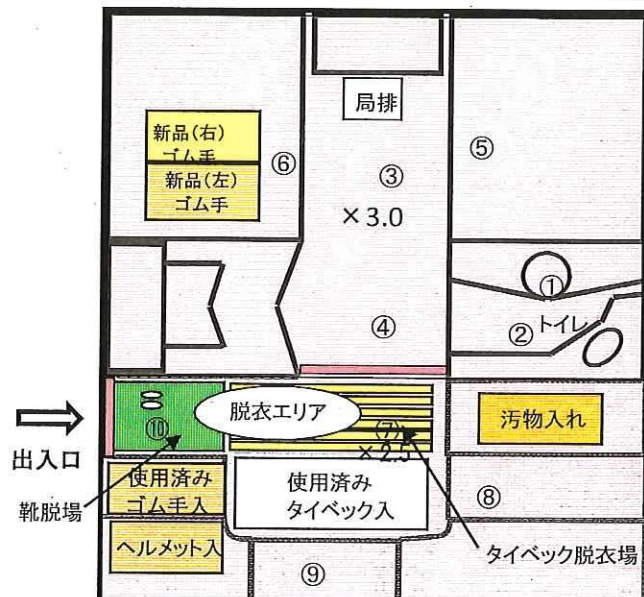 局排
新品(右)
ゴム手
新品(左)
ゴム手
⑥
③
×3.0
⑤
①
②
トイレ
④
出入口
⑩
脱衣エリア
⑦
×2.5
汚物入れ
靴脱場
使用済み
ゴム手入
使用済み
タイベック入
⑧
ヘルメット入
⑨
タイベック脱衣場